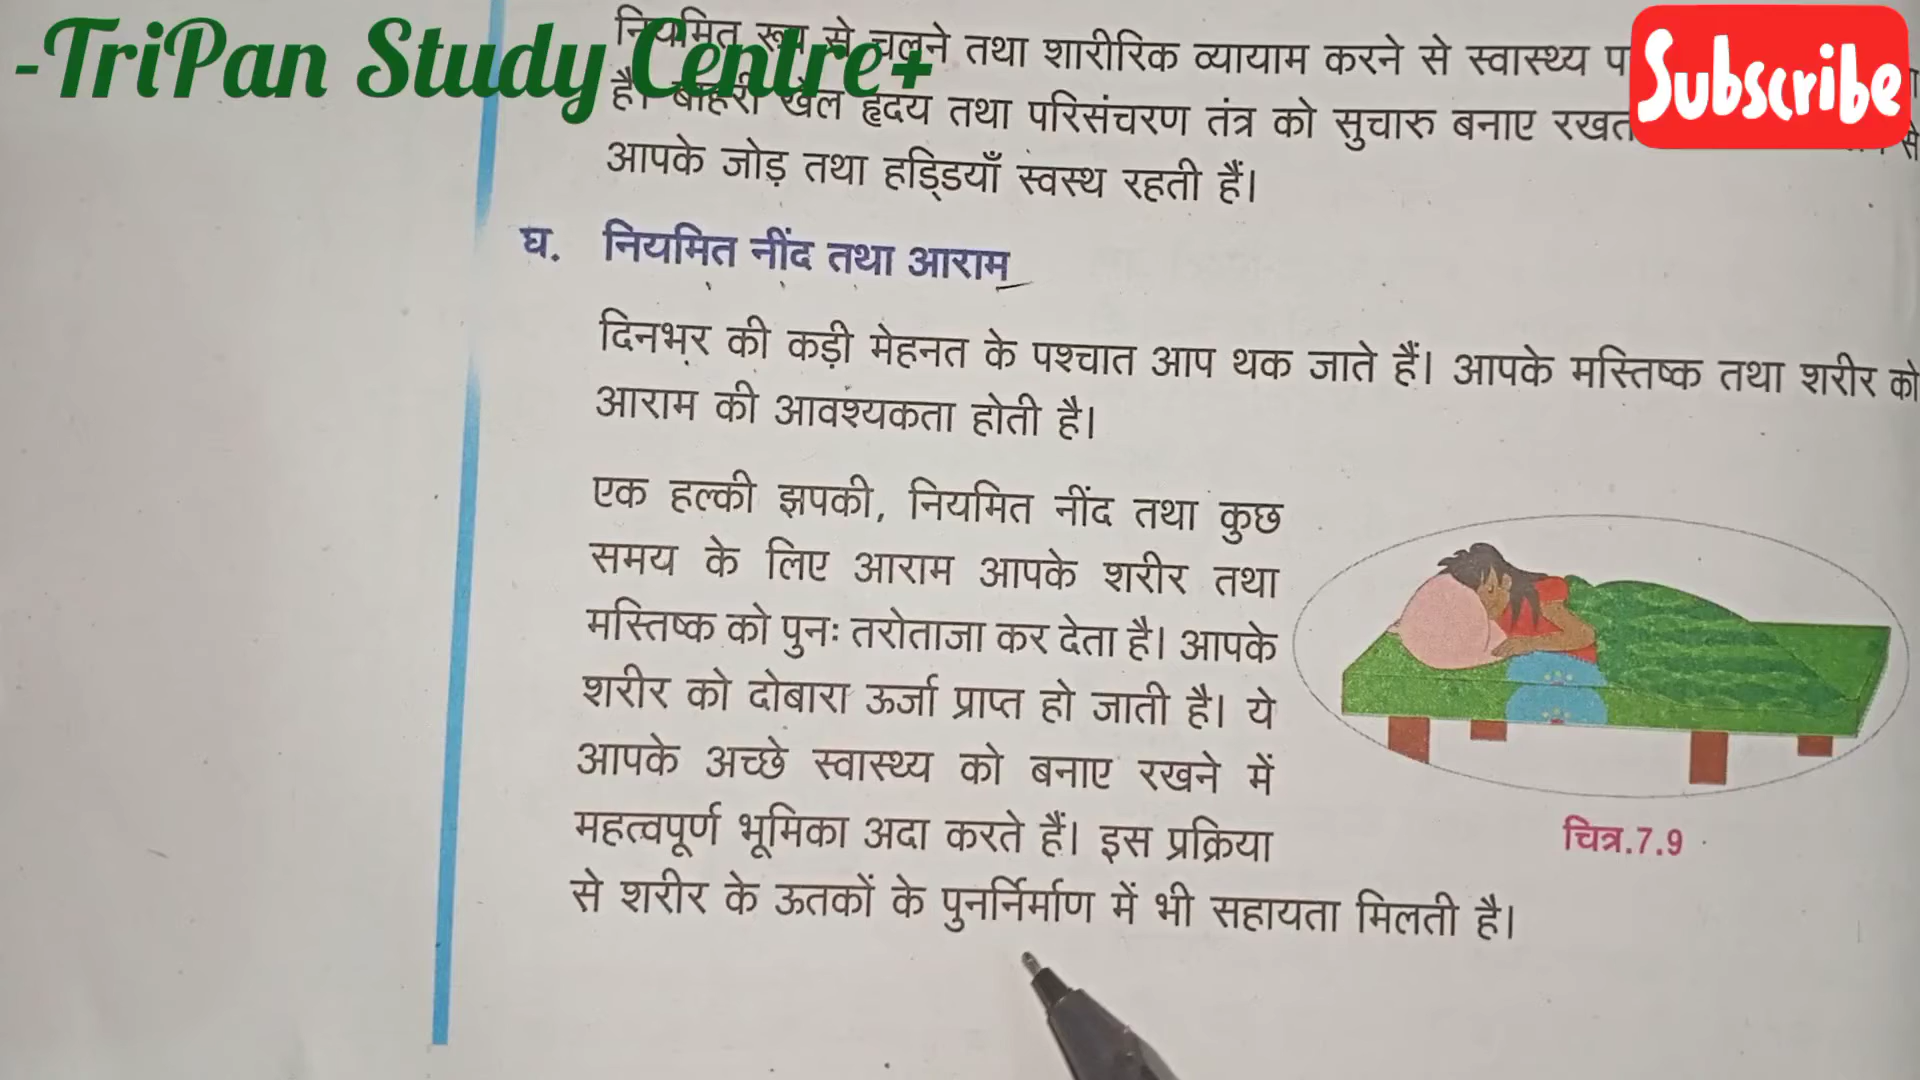 -TriPan Study Centre+
Subscribe
नियमित रूप से चलने तथा शारीरिक व्यायाम करने से स्वास्थ्य
है। बाहरी खेल हृदय तथा परिसंचरण तंत्र को सुचारु बनाए से
आपके जोड़ तथा हड्डियाँ स्वस्थ रहती हैं।
घ. नियमित नींद तथा आराम
दिनभर की कड़ी मेहनत के पश्चात आप थक जाते हैं। आपके मस्तिष्क तथा शरीर को
आराम की आवश्यकता होती है।
एक हल्की झपकी, नियमित नींद तथा कुछ
समय के लिए आराम आपके शरीर तथा
मस्तिष्क को पुनः तरोताजा कर देता है। आपके
शरीर को दोबारा ऊर्जा प्राप्त हो जाती है। ये
आपके अच्छे स्वास्थ्य को बनाए रखने में
महत्वपूर्ण भूमिका अदा करते हैं। इस प्रक्रिया
से शरीर के ऊतकों के पुनर्निर्माण में भी सहायता मिलती है।
चित्र.7.9